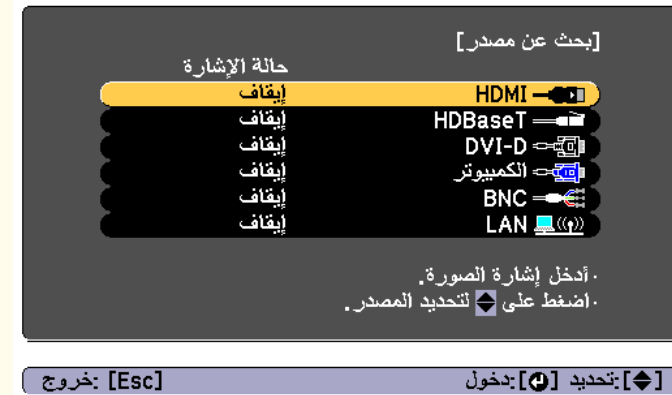 [بحث عن مصدر]
حالة الإشارة
HDMI إيقاف
HDBaseT إيقاف
DVI-D إيقاف
الكمبيوتر إيقاف
BNC إيقاف
LAN إيقاف
·أدخل إشارة الصورة.
·اضغط على لتحديد المصدر.
[]:تحديد []:دخول [Esc] :خروج